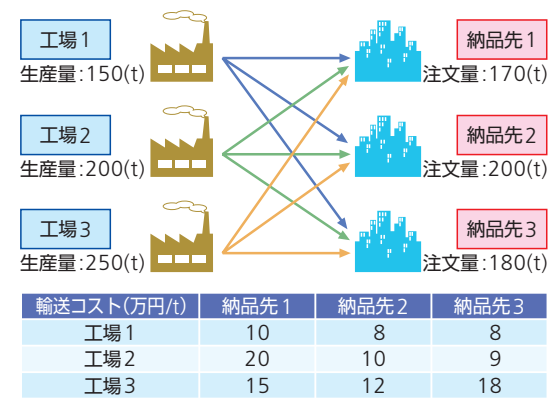 工場1
生産量:150(t)
納品先1
注文量:170(t)
工場2
生産量:200(t)
納品先2
注文量:200(t)
工場3
生産量:250(t)
納品先3
注文量:180(t)
輸送コスト(万円/t) 納品先1 納品先2 納品先3
工場1 10 8 8
工場2 20 10 9
工場3 15 12 18